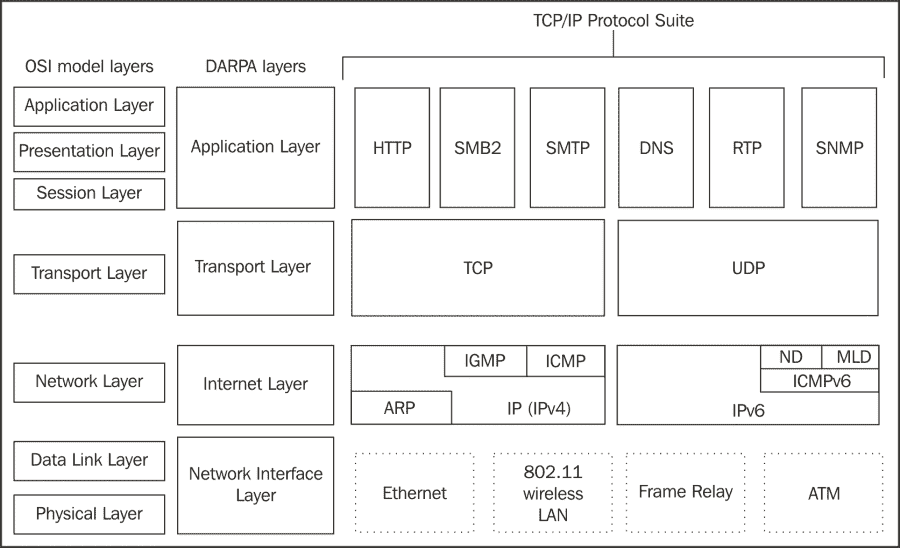 TCP/IP Protocol Suite
OSI model layers
DARPA layers
Application Layer
Presentation Layer
Session Layer
Application Layer
HTTP
SMB2
SMTP
DNS
RTP
SNMP
Transport Layer
Transport Layer
TCP
UDP
Network Layer
Internet Layer
IGMP
ICMP
ARP
IP (IPv4)
ND
MLD
ICMPv6
IPv6
Data Link Layer
Physical Layer
Network Interface
Layer
Ethernet
802.11
wireless
LAN
Frame Relay
ATM